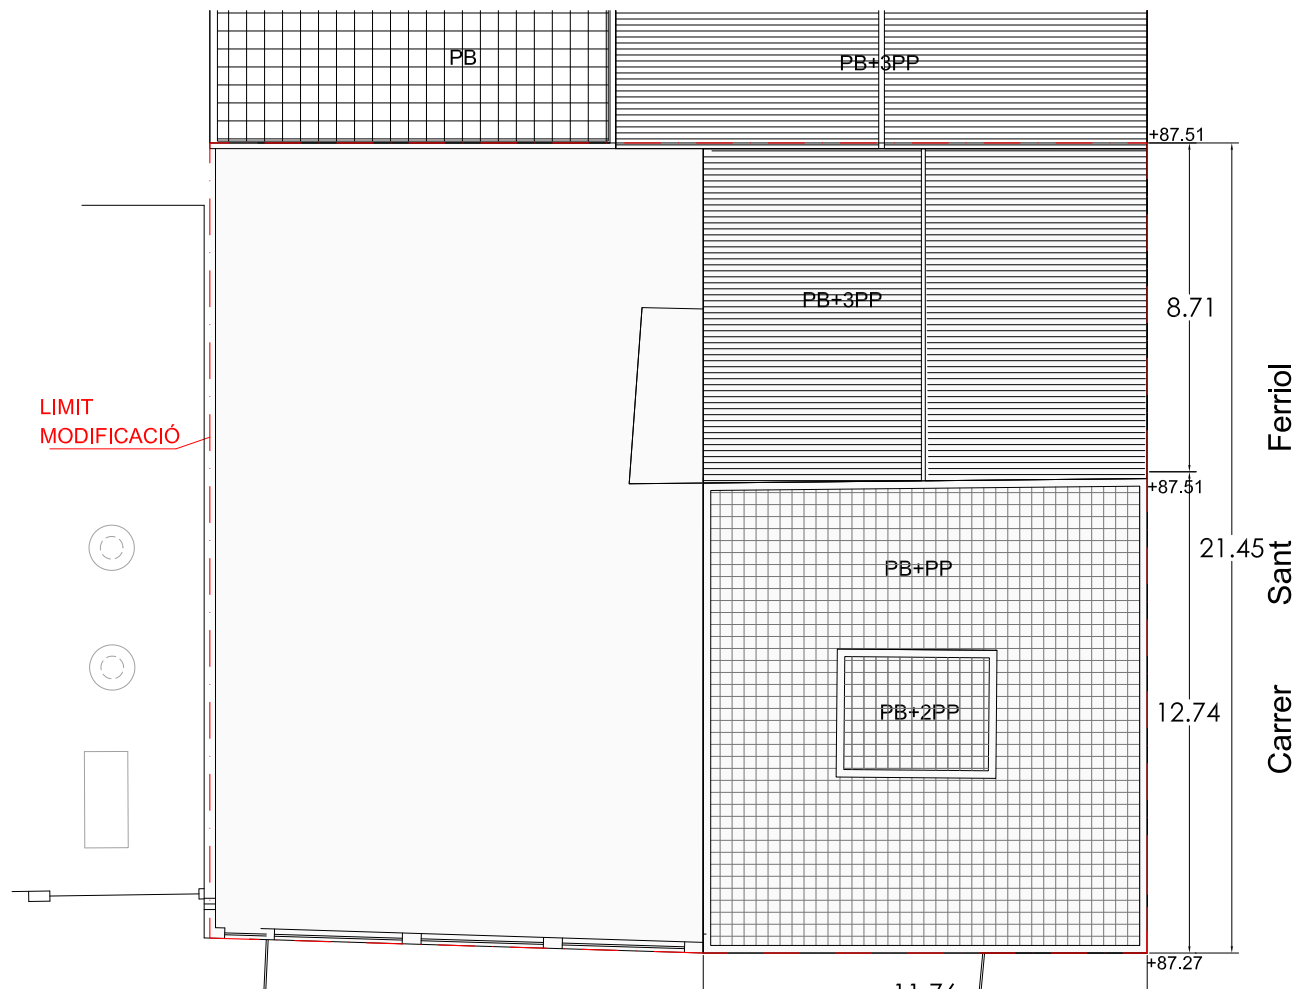 PB
PB+3PP
+87.51
PB+3PP
8.71
LIMIT
MODIFICACIÓ
+87.51
21.45
PB+PP
PB+2PP
12.74
Carrer Sant Ferriol
+87.27